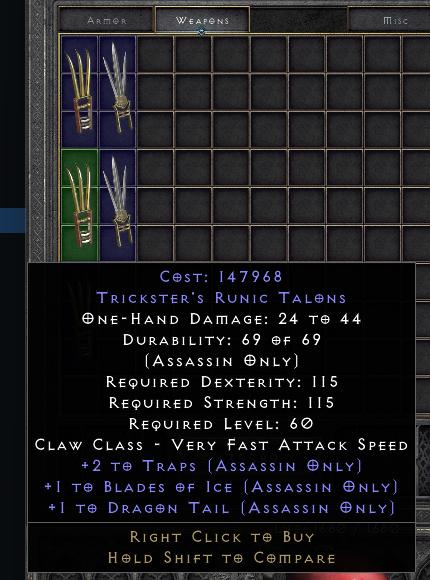 Armor Weapons Misc
Cost: 147968
Trickster's Runic Talons
One-Hand Damage: 24 to 44
Durability: 69 of 69
(Assassin Only)
Required Dexterity: 115
Required Strength: 115
Required Level: 60
Claw Class - Very Fast Attack Speed
+2 to Traps (Assassin Only)
+1 to Blades of Ice (Assassin Only)
+1 to Dragon Tail (Assassin Only)
Right Click to Buy
Hold Shift to Compare